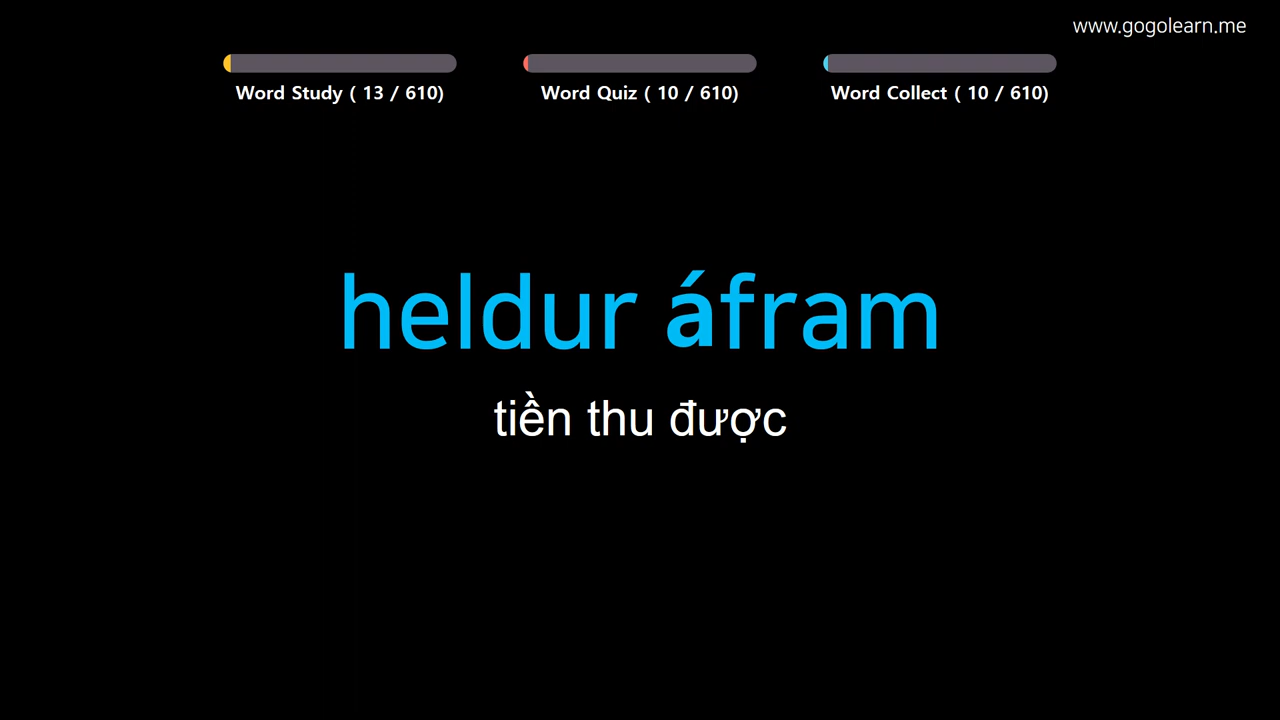 www.gogolearn.me
Word Study ( 13 / 610)
Word Quiz ( 10 / 610)
Word Collect ( 10 / 610)
heldur áfram
tiền thu được